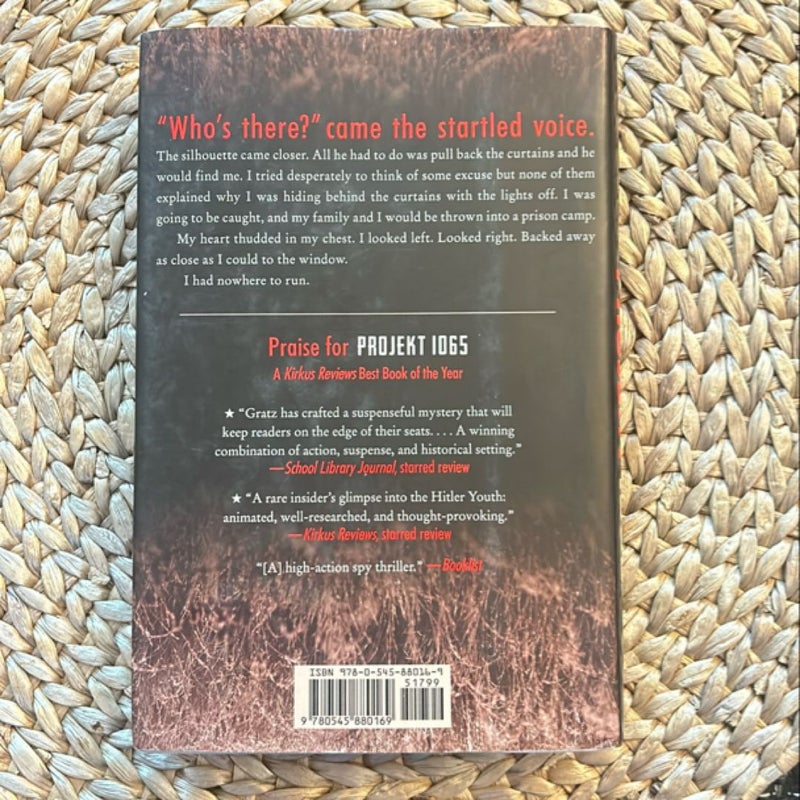 “Who’s there?” came the startled voice.
The silhouette came closer. All he had to do was pull back the curtains and he
would find me. I tried desperately to think of some excuse but none of them
explained why I was hiding behind the curtains with the lights off. I was
going to be caught, and my family and I would be thrown into a prison camp.
My heart thudded in my chest. I looked left. Looked right. Backed away
as close as I could to the window.
I had nowhere to run.
Praise for PROJEKT 1065
A Kirkus Reviews Best Book of the Year
★ “Gratz has crafted a suspenseful mystery that will
keep readers on the edge of their seats. . . . A winning
combination of action, suspense, and historical setting.”
—School Library Journal, starred review
★ “A rare insider’s glimpse into the Hitler Youth:
animated, well-researched, and thought-provoking.”
—Kirkus Reviews, starred review
“[A] high-action spy thriller.” —Booklist
ISBN 978-0-545-88016-9
51799
9 780545 880169